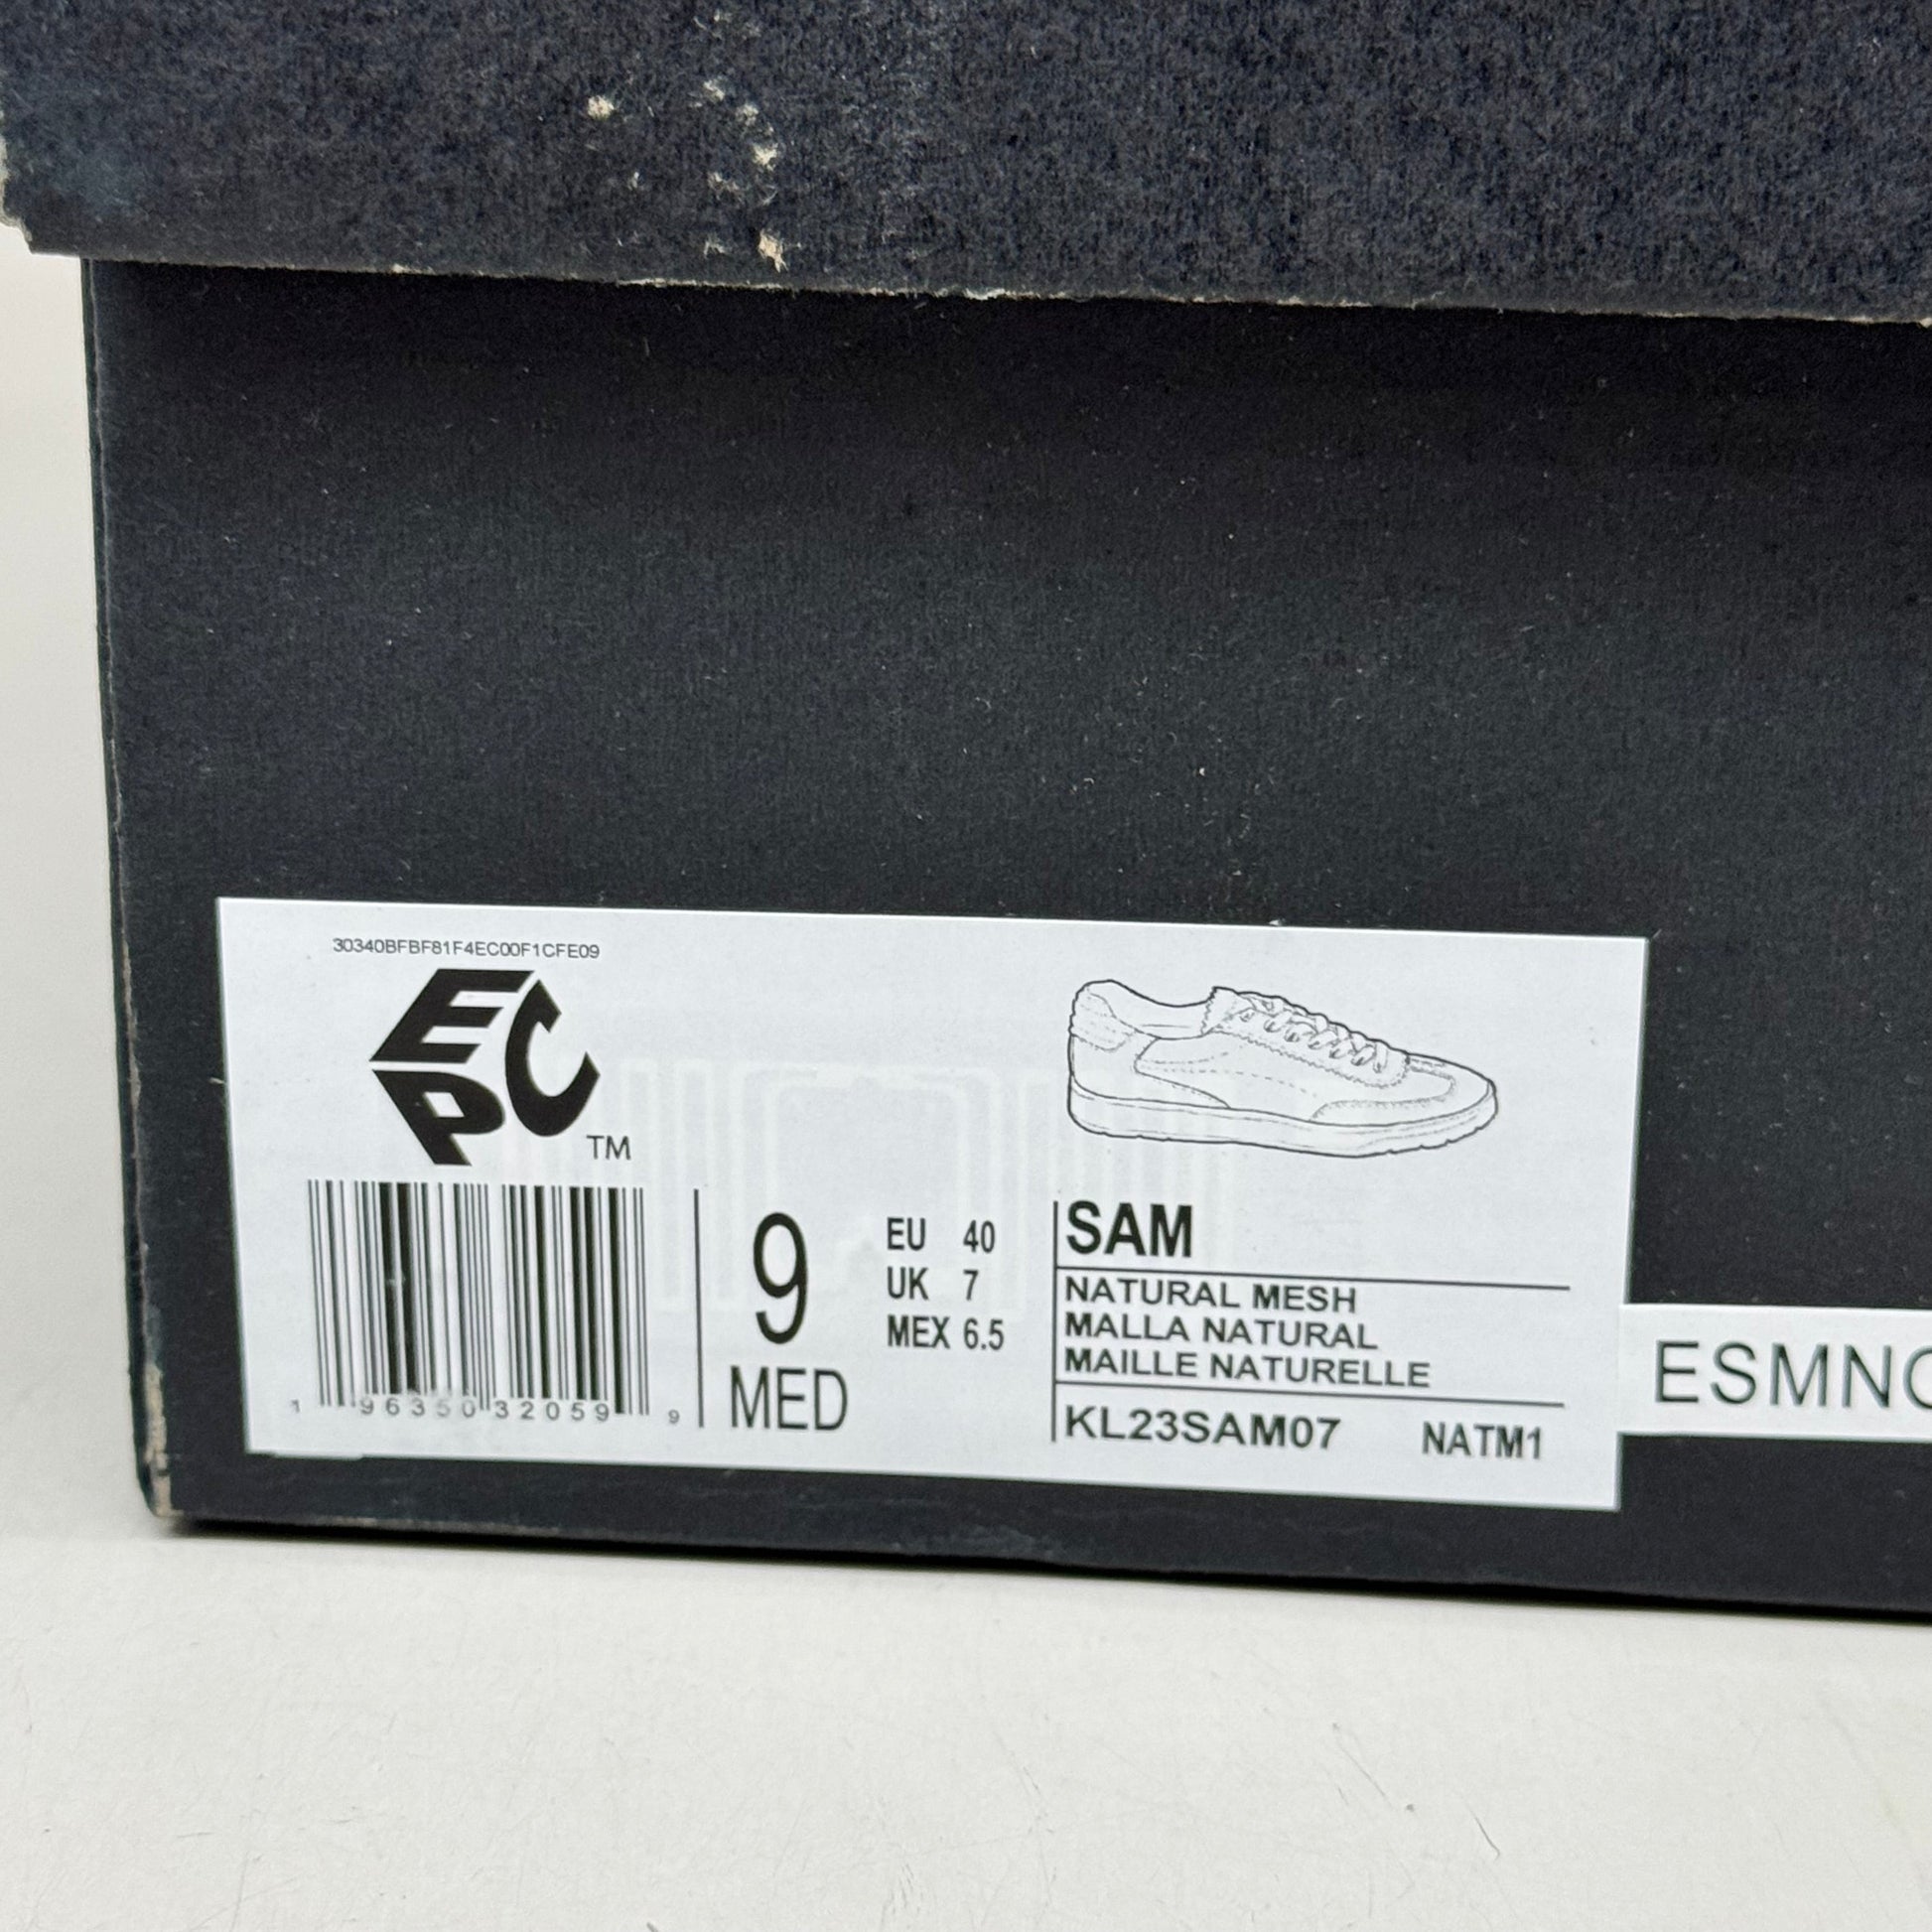 30340BFBF81F4EC00F1CFE09
EPC
TM
1 96350 32059 9
9
MED
EU 40
UK 7
MEX 6.5
SAM
NATURAL MESH
MALLA NATURAL
MAILLE NATURELLE
KL23SAM07 NATM1
ESMNC